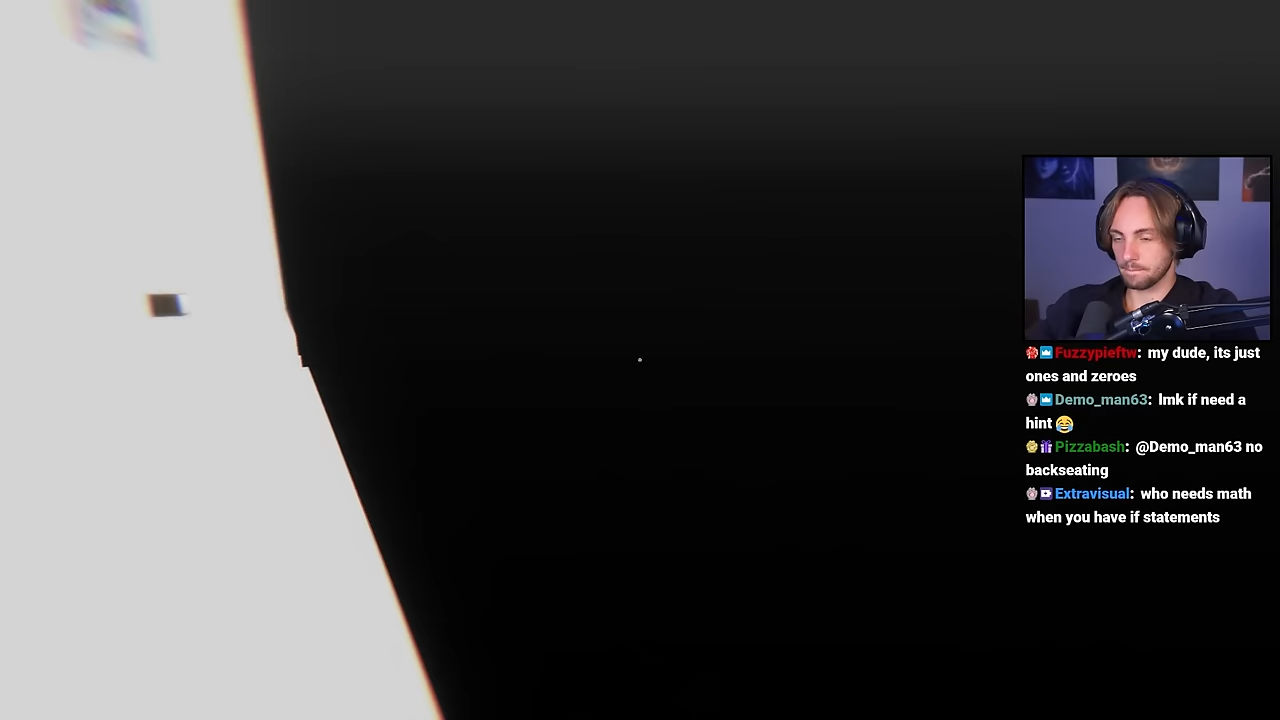 Fuzzypieftw: my dude, its just
ones and zeroes
Demo_man63: lmk if need a
hint 😂
Pizzabash: @Demo_man63 no
backseating
Extravisual: who needs math
when you have if statements